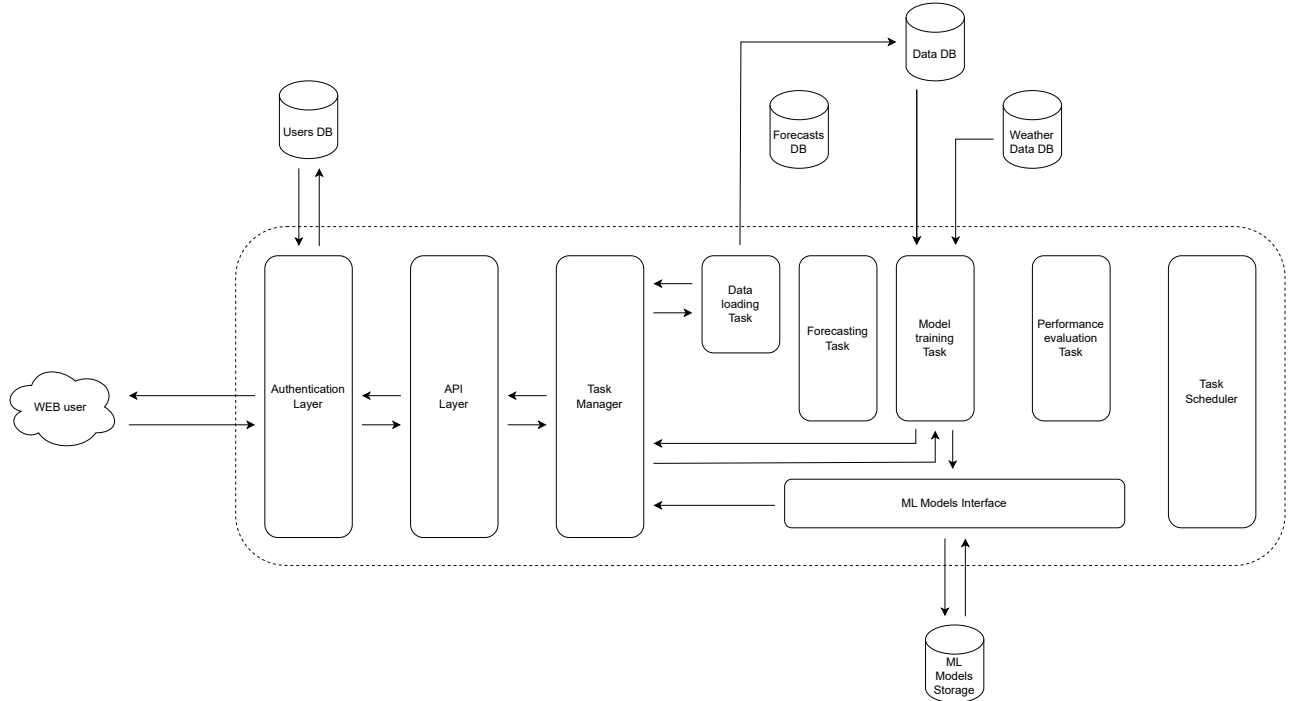 Data DB
Users DB
Forecasts
DB
Weather
Data DB
WEB user
Authentication
Layer
API
Layer
Task
Manager
Data
loading
Task
Forecasting
Task
Model
training
Task
Performance
evaluation
Task
Task
Scheduler
ML Models Interface
ML
Models
Storage